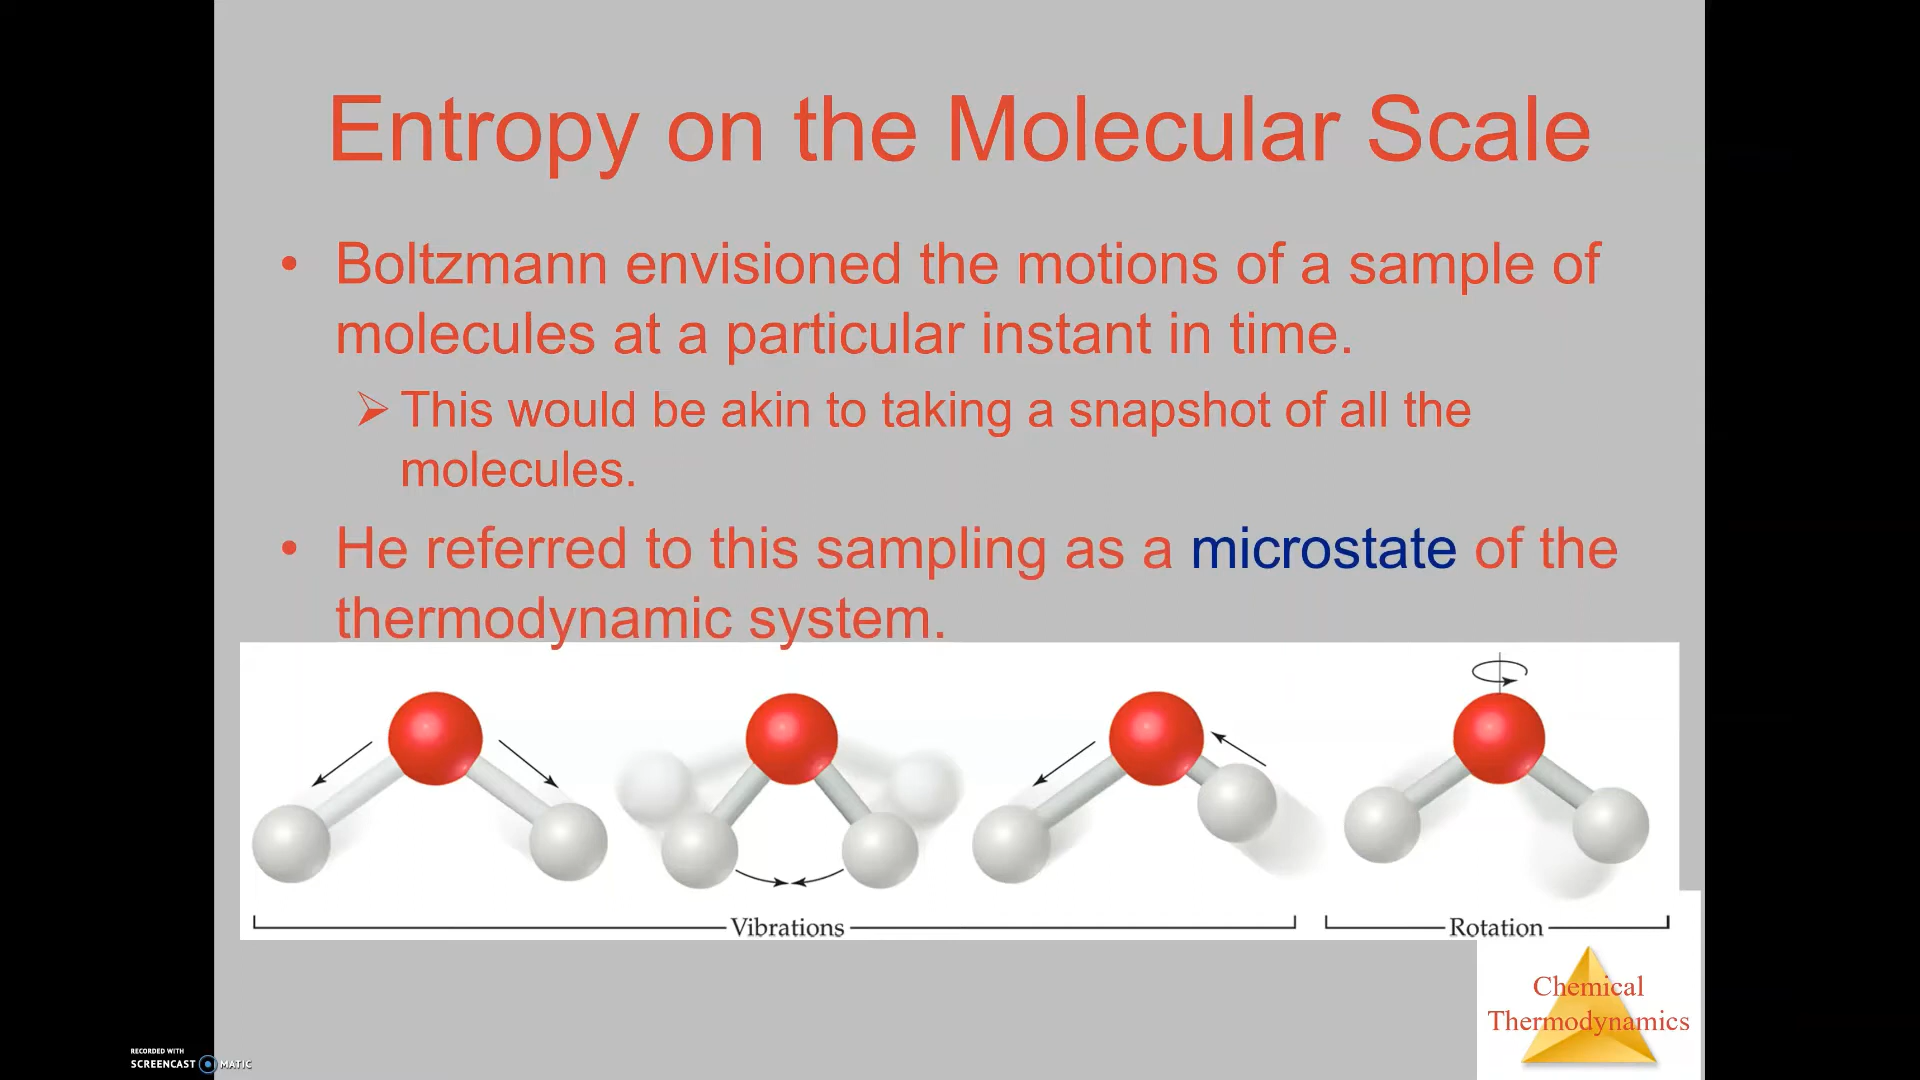 Entropy on the Molecular Scale
• Boltzmann envisioned the motions of a sample of
molecules at a particular instant in time.
➢ This would be akin to taking a snapshot of all the
molecules.
• He referred to this sampling as a microstate of the
thermodynamic system.
Vibrations
Rotation
Chemical
Thermodynamics
RECORDED WITH
SCREENCAST MATIC